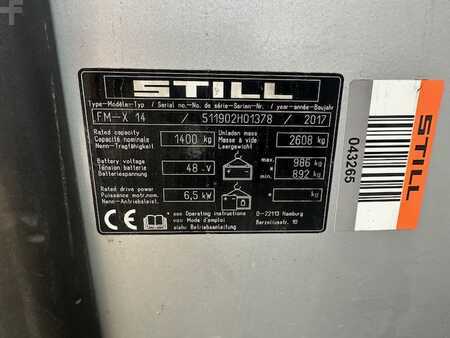 STILL
Type-Modèle-Typ / Serial no.-No. de série-Serien-Nr. / year-année-Baujahr
FM-X 14 / 511902H01378 / 2017
Rated capacity
Capacité nominale
Nenn-Tragfähigkeit
1400 kg
Unladen mass
Masse à vide
Leergewicht
2608 kg
Battery voltage
Tension batterie
Batteriespannung
48 V
max. 986 kg
min. 892 kg
Rated drive power
Puissance motr.nom.
Nenn-Antriebsleist.
6,5 kW
* kg
CE
* see Operating instructions
voir Mode d'emploi
siehe Betriebsanleitung
D-22113 Hamburg
Berzeliusstr. 10
STILL
043265